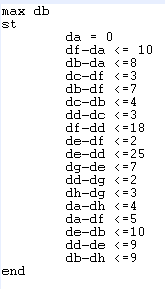 max db
st
da = 0
df-da <= 10
db-da <=8
dc-df <=3
db-df <=7
dc-db <=4
dd-dc <=3
df-dd <=18
de-df <=2
de-dd <=25
dg-de <=7
dd-dg <=2
dh-dg <=3
da-dh <=4
da-df <=5
de-db <=10
dd-de <=9
db-dh <=9
end